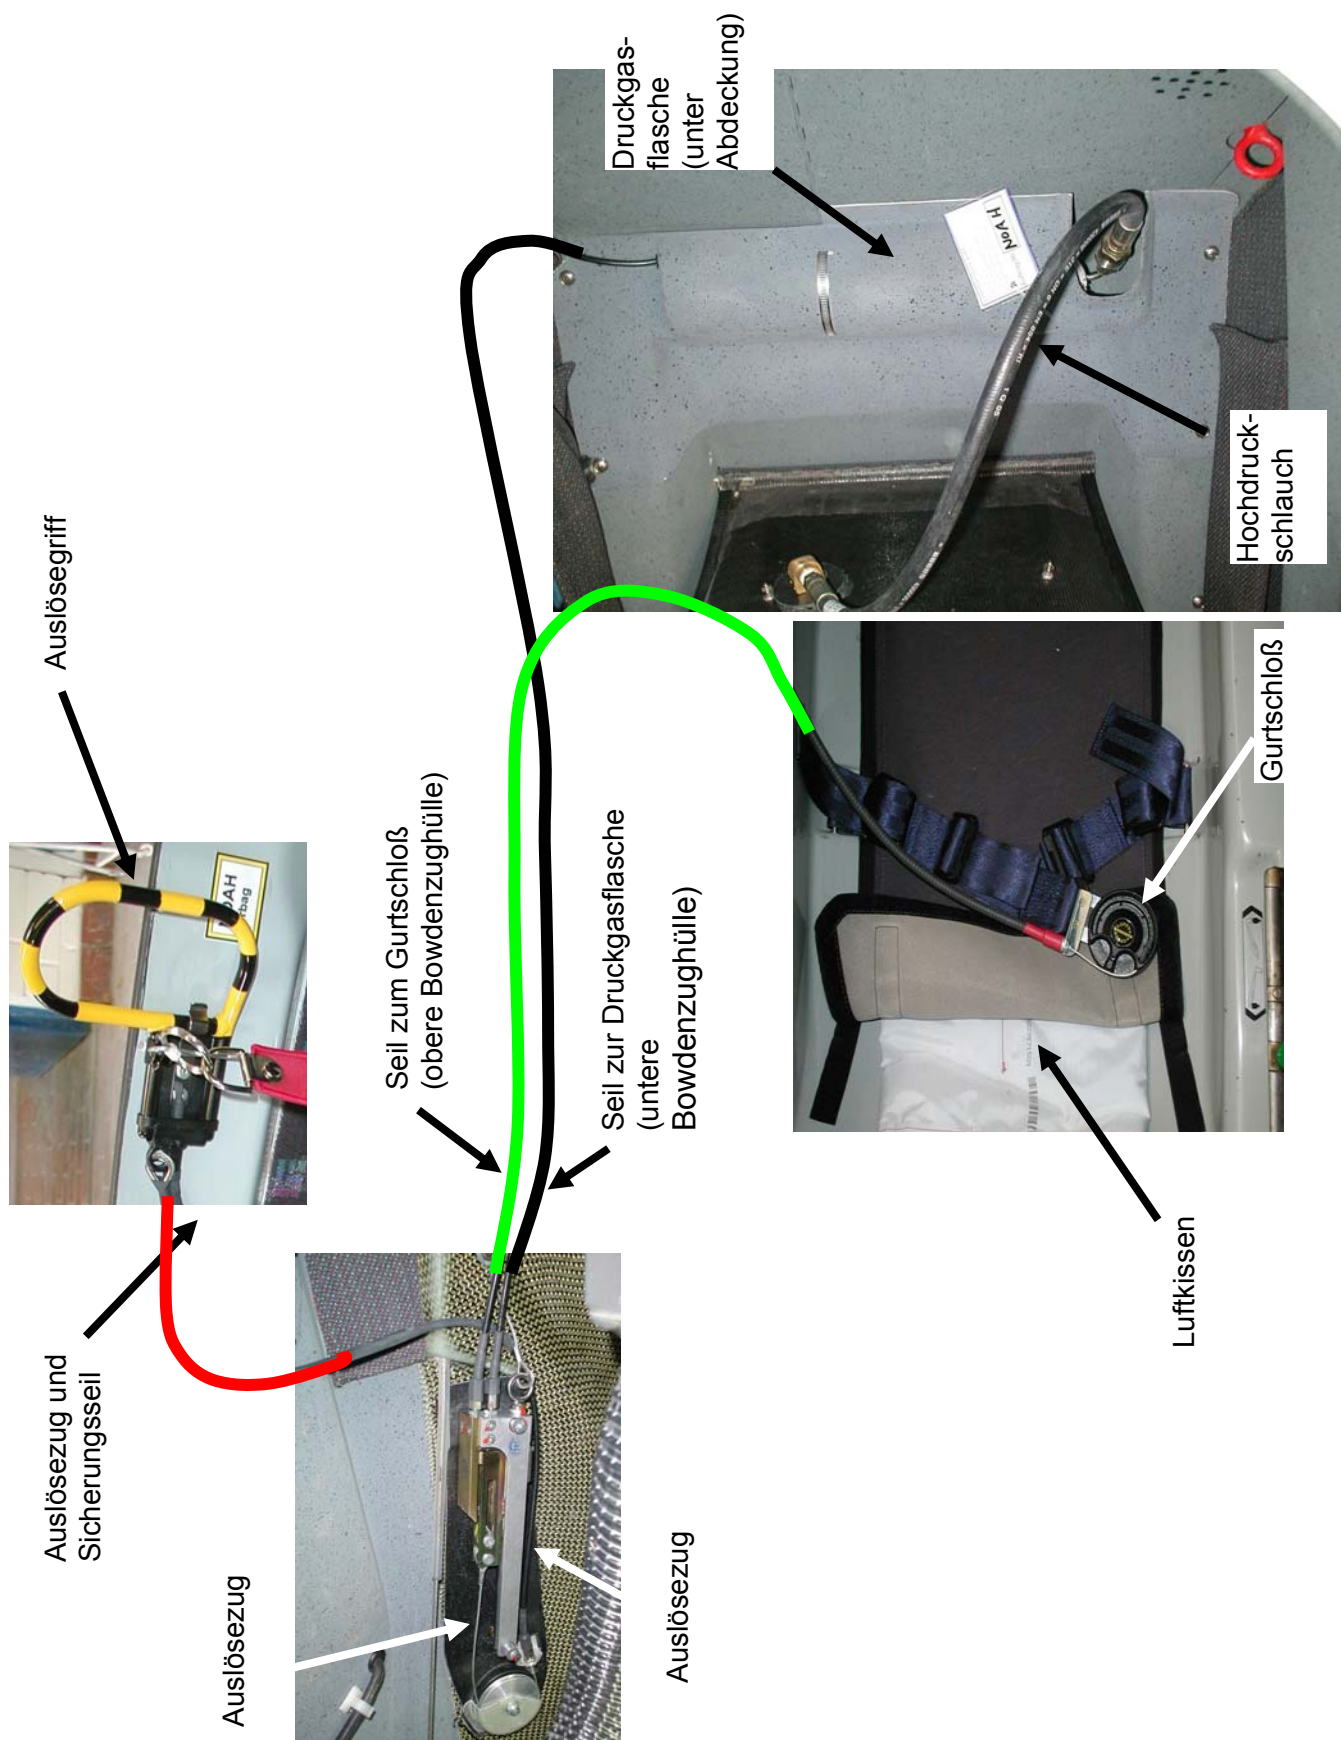 Auslösegriff
Druckgas-
flasche
(unter
Abdeckung)
NOAH
Auslösezug und
Sicherungsseil
Seil zum Gurtschloß
(obere Bowdenzughülle)
Seil zur Druckgasflasche
(untere
Bowdenzughülle)
Hochdruck-
schlauch
Gurtschloß
Auslösezug
Auslösezug
Luftkissen